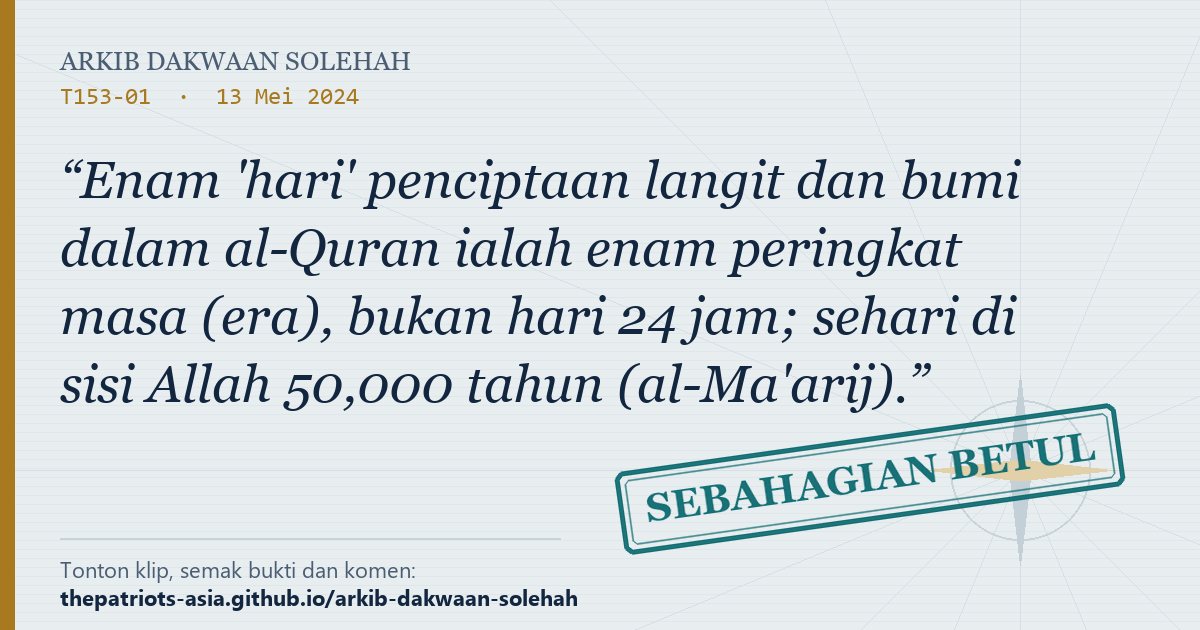 ARKIB DAKWAAN SOLEHAH
T153-01 · 13 Mei 2024
“Enam 'hari' penciptaan langit dan bumi
dalam al-Quran ialah enam peringkat
masa (era), bukan hari 24 jam; sehari di
sisi Allah 50,000 tahun (al-Ma'arij).”
SEBAHAGIAN BETUL
Tonton klip, semak bukti dan komen:
thepatriots-asia.github.io/arkib-dakwaan-solehah